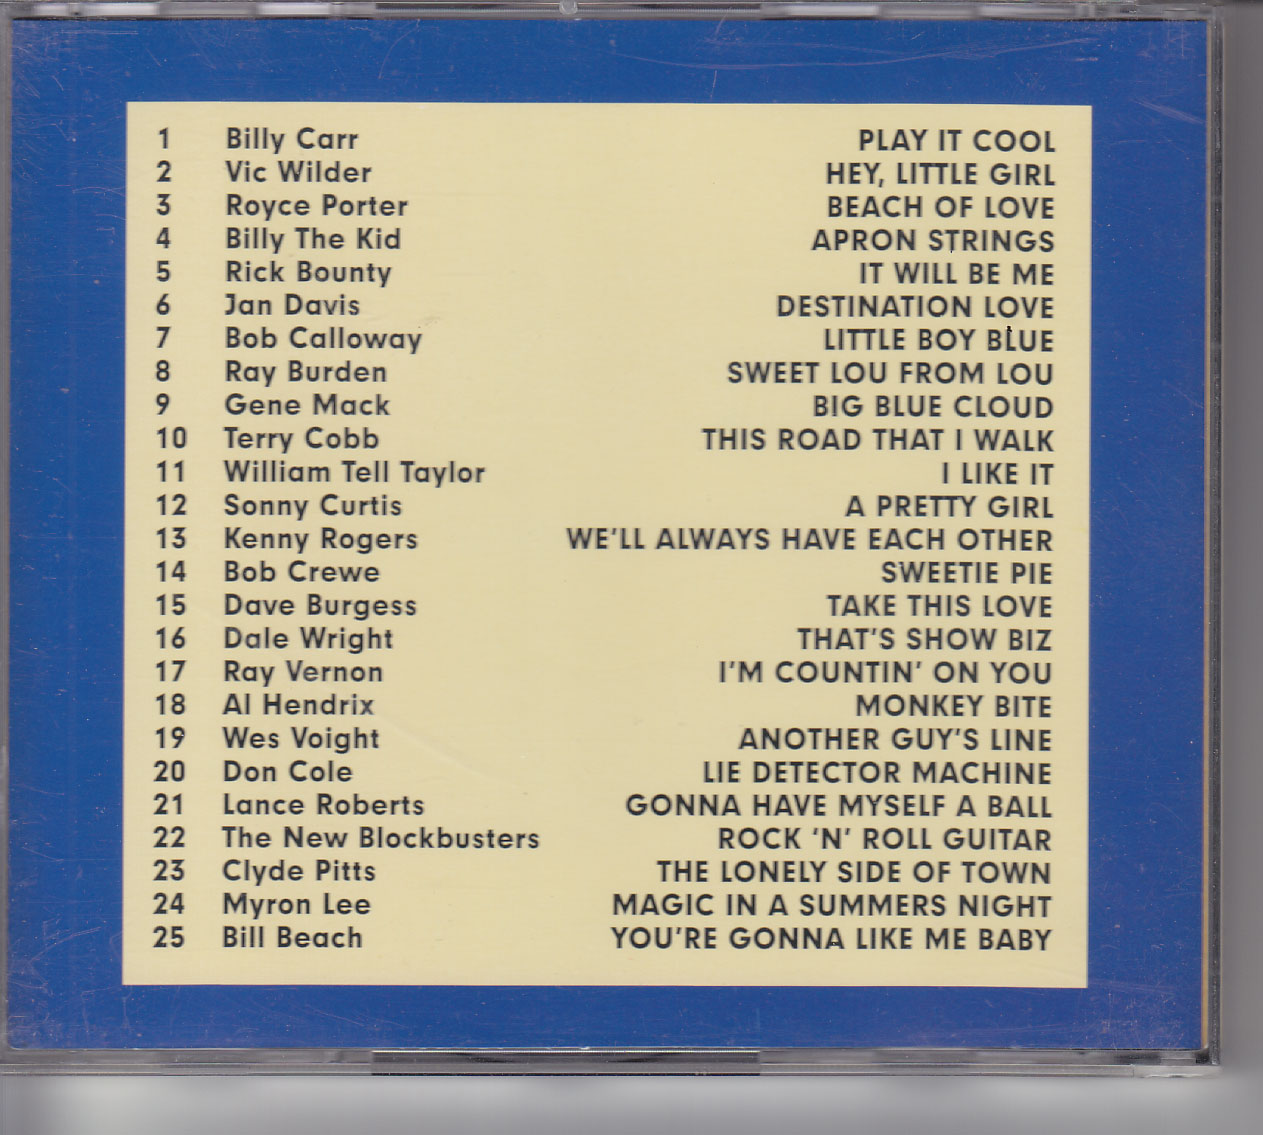 1 Billy Carr PLAY IT COOL
2 Vic Wilder HEY, LITTLE GIRL
3 Royce Porter BEACH OF LOVE
4 Billy The Kid APRON STRINGS
5 Rick Bounty IT WILL BE ME
6 Jan Davis DESTINATION LOVE
7 Bob Calloway LITTLE BOY BLUE
8 Ray Burden SWEET LOU FROM LOU
9 Gene Mack BIG BLUE CLOUD
10 Terry Cobb THIS ROAD THAT I WALK
11 William Tell Taylor I LIKE IT
12 Sonny Curtis A PRETTY GIRL
13 Kenny Rogers WE'LL ALWAYS HAVE EACH OTHER
14 Bob Crewe SWEETIE PIE
15 Dave Burgess TAKE THIS LOVE
16 Dale Wright THAT'S SHOW BIZ
17 Ray Vernon I'M COUNTIN' ON YOU
18 Al Hendrix MONKEY BITE
19 Wes Voight ANOTHER GUY'S LINE
20 Don Cole LIE DETECTOR MACHINE
21 Lance Roberts GONNA HAVE MYSELF A BALL
22 The New Blockbusters ROCK 'N' ROLL GUITAR
23 Clyde Pitts THE LONELY SIDE OF TOWN
24 Myron Lee MAGIC IN A SUMMERS NIGHT
25 Bill Beach YOU'RE GONNA LIKE ME BABY